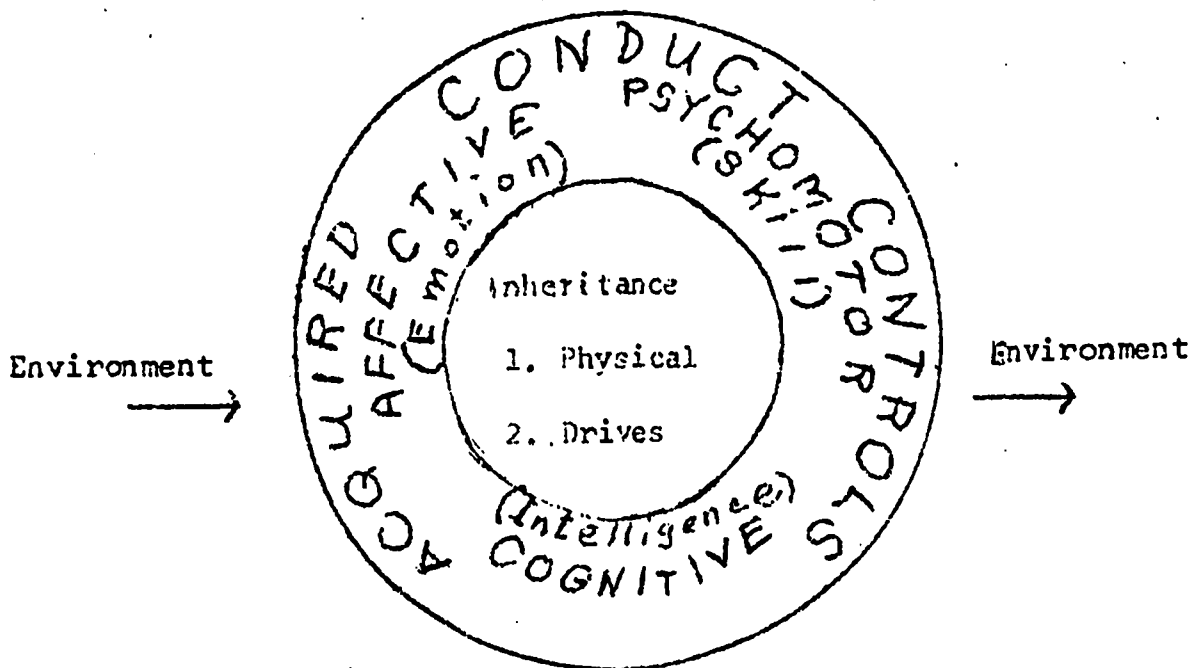 ACQUIRED CONDUCT CONTROLS
AFFECTIVE
(Emotion)
PSYCHOMOTOR
(Skill)
Environment
Inheritance
1. Physical
2. Drives
Environment
(Intelligence)
COGNITIVE